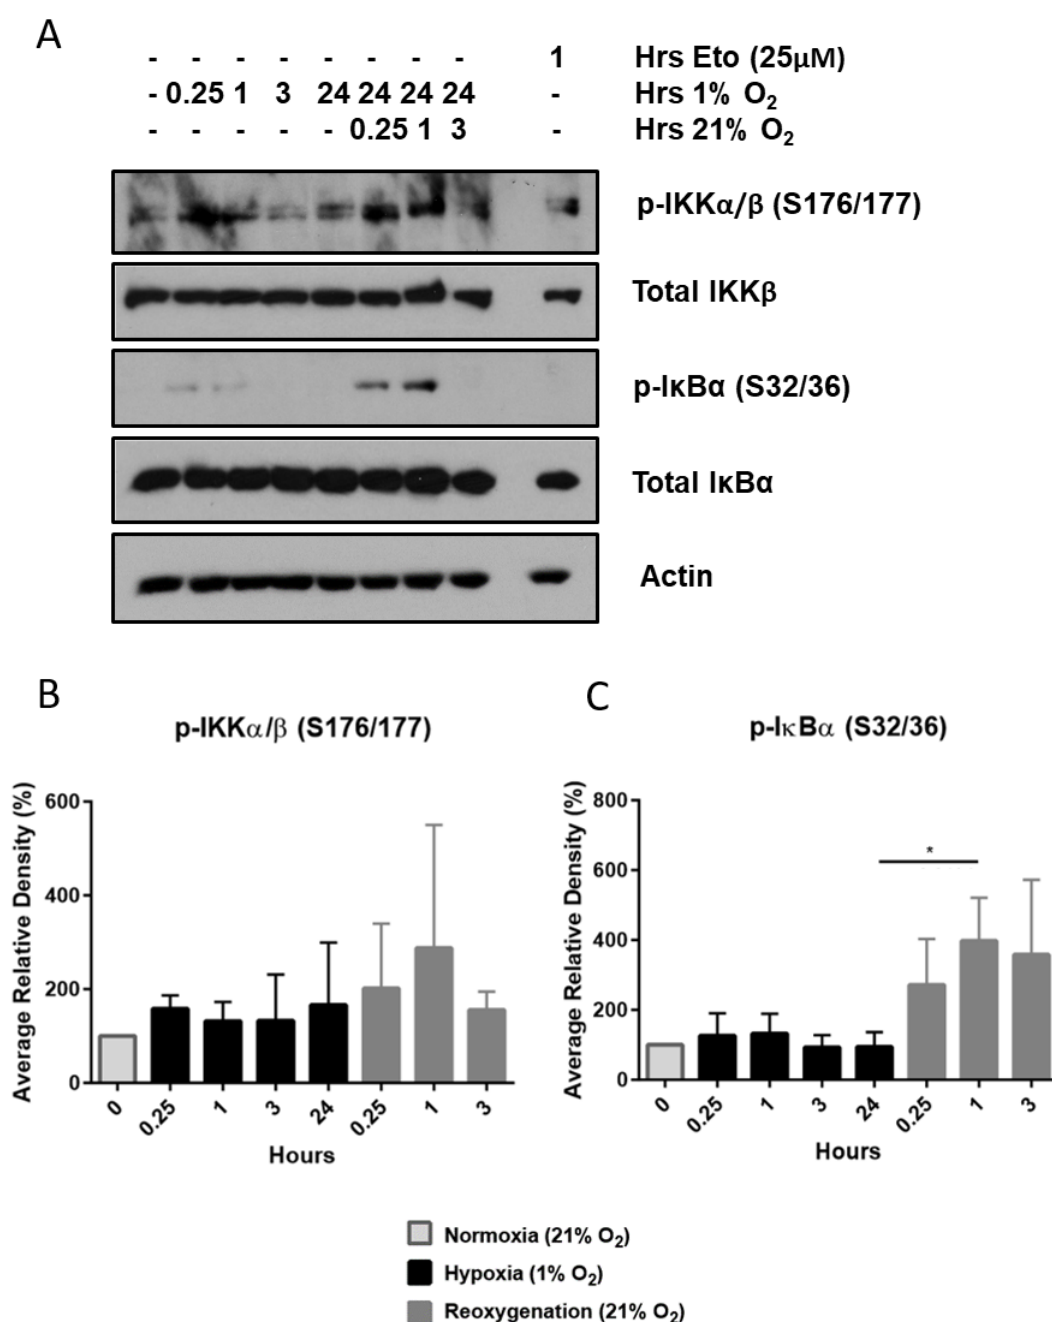 A
- - - - - - - - 1 Hrs Eto (25µM)
- 0.25 1 3 24 24 24 24 - Hrs 1% O₂
- - - - - 0.25 1 3 - Hrs 21% O₂
p-IKKα/β (S176/177)
Total IKKβ
p-IκBα (S32/36)
Total IκBα
Actin
B
p-IKKα/β (S176/177)
Average Relative Density (%)
600
400
200
0
0 0.25 1 3 24 0.25 1 3
Hours
C
p-IκBα (S32/36)
Average Relative Density (%)
800
600
400
200
0
*
0 0.25 1 3 24 0.25 1 3
Hours
Normoxia (21% O₂)
Hypoxia (1% O₂)
Reoxygenation (21% O₂)